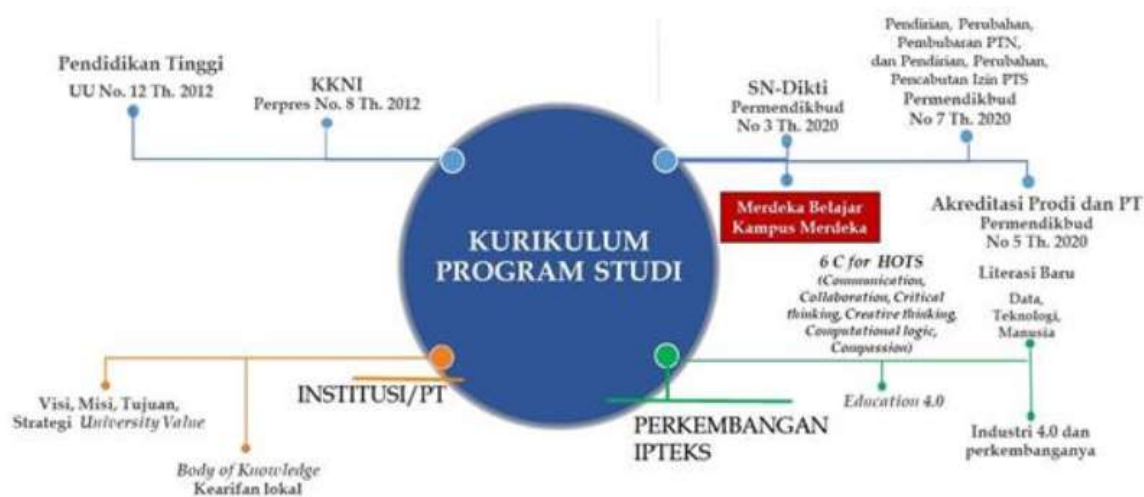 Pendidikan Tinggi
UU No. 12 Th. 2012
KKNI
Perpres No. 8 Th. 2012
SN-Dikti
Permendikbud
No 3 Th. 2020
Pendirian, Perubahan,
Pembubaran PTN,
dan Pendirian, Perubahan,
Pencabutan Izin PTS
Permendikbud
No 7 Th. 2020
Merdeka Belajar
Kampus Merdeka
Akreditasi Prodi dan PT
Permendikbud
No 5 Th. 2020
KURIKULUM
PROGRAM STUDI
6 C for HOTS
(Communication,
Collaboration, Critical
thinking, Creative thinking,
Computational logic,
Compassion)
Literasi Baru
Data,
Teknologi,
Manusia
INSTITUSI/PT
Visi, Misi, Tujuan,
Strategi University Value
Body of Knowledge
Kearifan lokal
PERKEMBANGAN
IPTEKS
Education 4.0
Industri 4.0 dan
perkembanganya